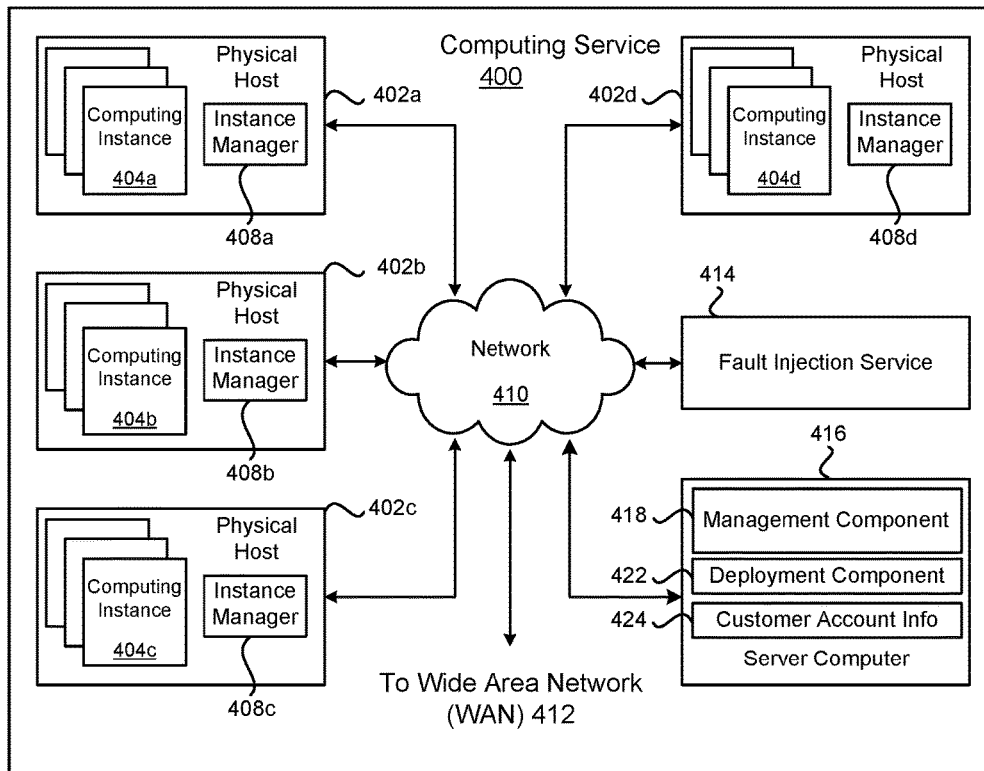 Computing Service
400
Physical
Host
Computing
Instance
404a
Instance
Manager
402a
408a
Physical
Host
Computing
Instance
404d
Instance
Manager
402d
408d
402b
Physical
Host
Computing
Instance
404b
Instance
Manager
408b
Network
410
414
Fault Injection Service
402c
Physical
Host
Computing
Instance
404c
Instance
Manager
408c
416
418
Management Component
422
Deployment Component
424
Customer Account Info
Server Computer
To Wide Area Network
(WAN) 412